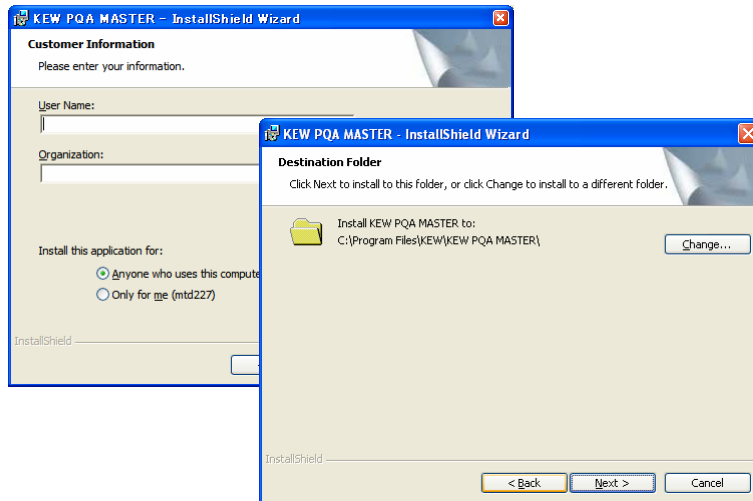 KEW PQA MASTER - InstallShield Wizard
Customer Information
Please enter your information.
User Name:
Organization:
Install this application for:
Anyone who uses this compute
Only for me (mtd227)
InstallShield
KEW PQA MASTER - InstallShield Wizard
Destination Folder
Click Next to install to this folder, or click Change to install to a different folder.
Install KEW PQA MASTER to:
C:\Program Files\KEW\KEW PQA MASTER\
Change...
InstallShield
< Back Next > Cancel